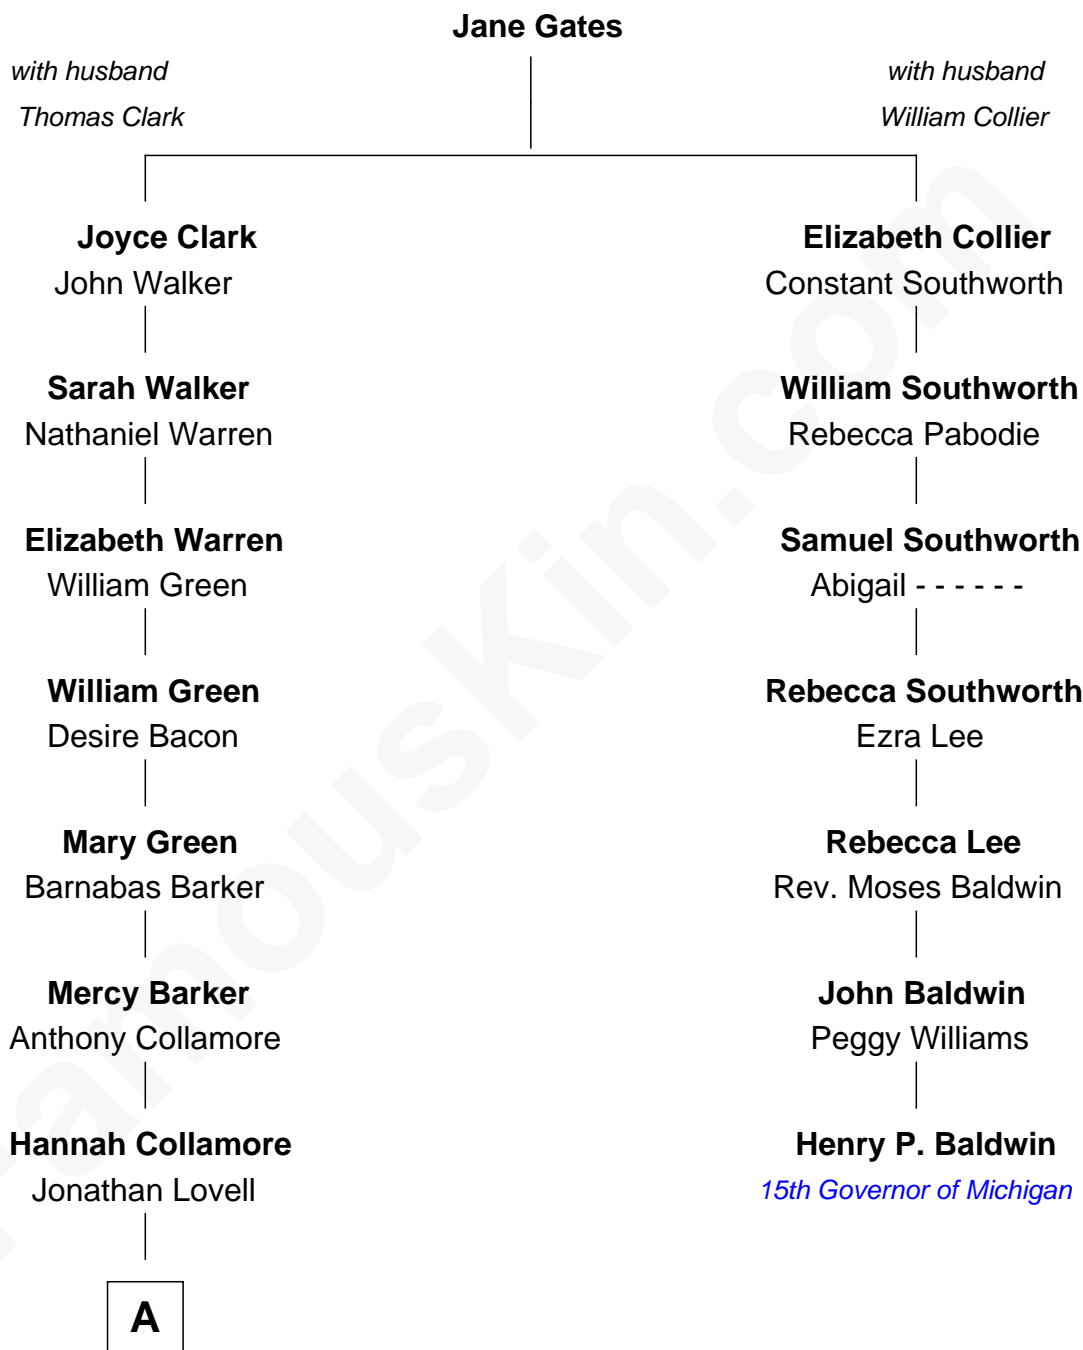 Jane Gates
with husband
Thomas Clark
with husband
William Collier
Joyce Clark
John Walker
Elizabeth Collier
Constant Southworth
Sarah Walker
Nathaniel Warren
William Southworth
Rebecca Pabodie
Elizabeth Warren
William Green
Samuel Southworth
Abigail - - - - - -
William Green
Desire Bacon
Rebecca Southworth
Ezra Lee
Mary Green
Barnabas Barker
Rebecca Lee
Rev. Moses Baldwin
Mercy Barker
Anthony Collamore
John Baldwin
Peggy Williams
Hannah Collamore
Jonathan Lovell
Henry P. Baldwin
15th Governor of Michigan
A
FamousKin.com